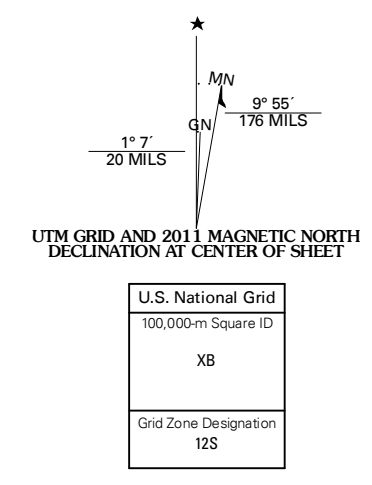 ★
MN
GN
9° 55´
176 MILS
1° 7´
20 MILS
UTM GRID AND 2011 MAGNETIC NORTH
DECLINATION AT CENTER OF SHEET
U.S. National Grid
100,000-m Square ID
XB
Grid Zone Designation
12S